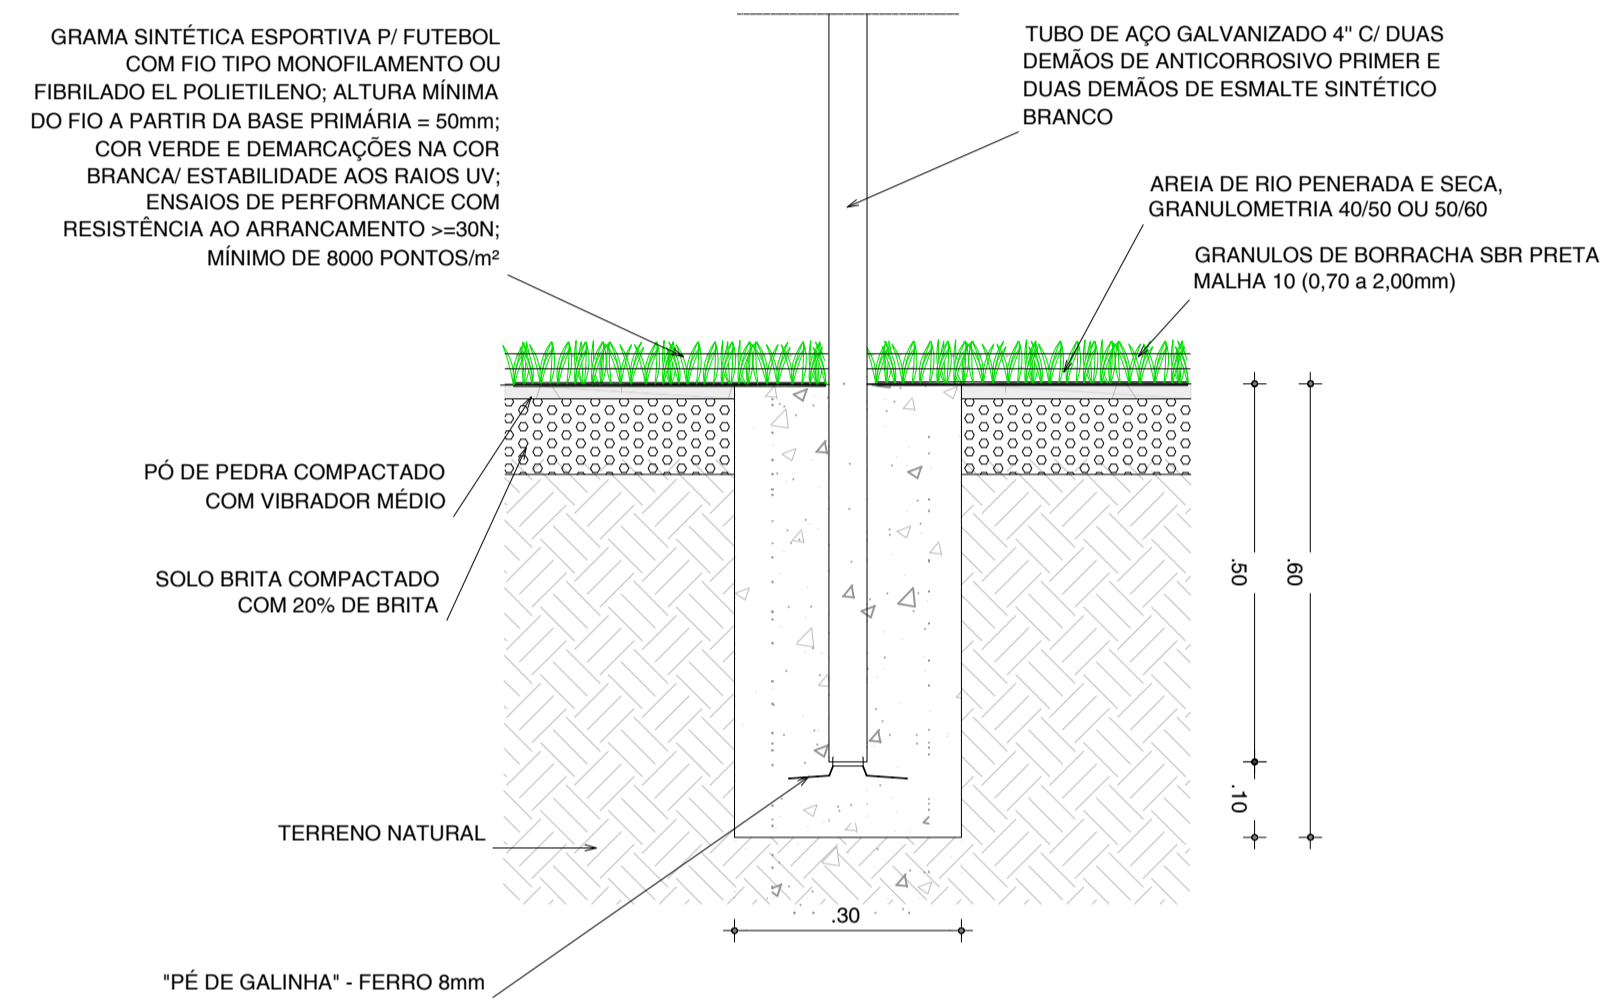 GRAMA SINTÉTICA ESPORTIVA P/ FUTEBOL
COM FIO TIPO MONOFILAMENTO OU
FIBRILADO EL POLIETILENO; ALTURA MÍNIMA
DO FIO A PARTIR DA BASE PRIMÁRIA = 50mm;
COR VERDE E DEMARCAÇÕES NA COR
BRANCA/ ESTABILIDADE AOS RAIOS UV;
ENSAIOS DE PERFORMANCE COM
RESISTÊNCIA AO ARRANCAMENTO >=30N;
MÍNIMO DE 8000 PONTOS/m²
TUBO DE AÇO GALVANIZADO 4" C/ DUAS
DEMÃOS DE ANTICORROSIVO PRIMER E
DUAS DEMÃOS DE ESMALTE SINTÉTICO
BRANCO
AREIA DE RIO PENERADA E SECA,
GRANULOMETRIA 40/50 OU 50/60
GRANULOS DE BORRACHA SBR PRETA
MALHA 10 (0,70 a 2,00mm)
PÓ DE PEDRA COMPACTADO
COM VIBRADOR MÉDIO
SOLO BRITA COMPACTADO
COM 20% DE BRITA
.50
.60
.10
TERRENO NATURAL
.30
"PÉ DE GALINHA" - FERRO 8mm